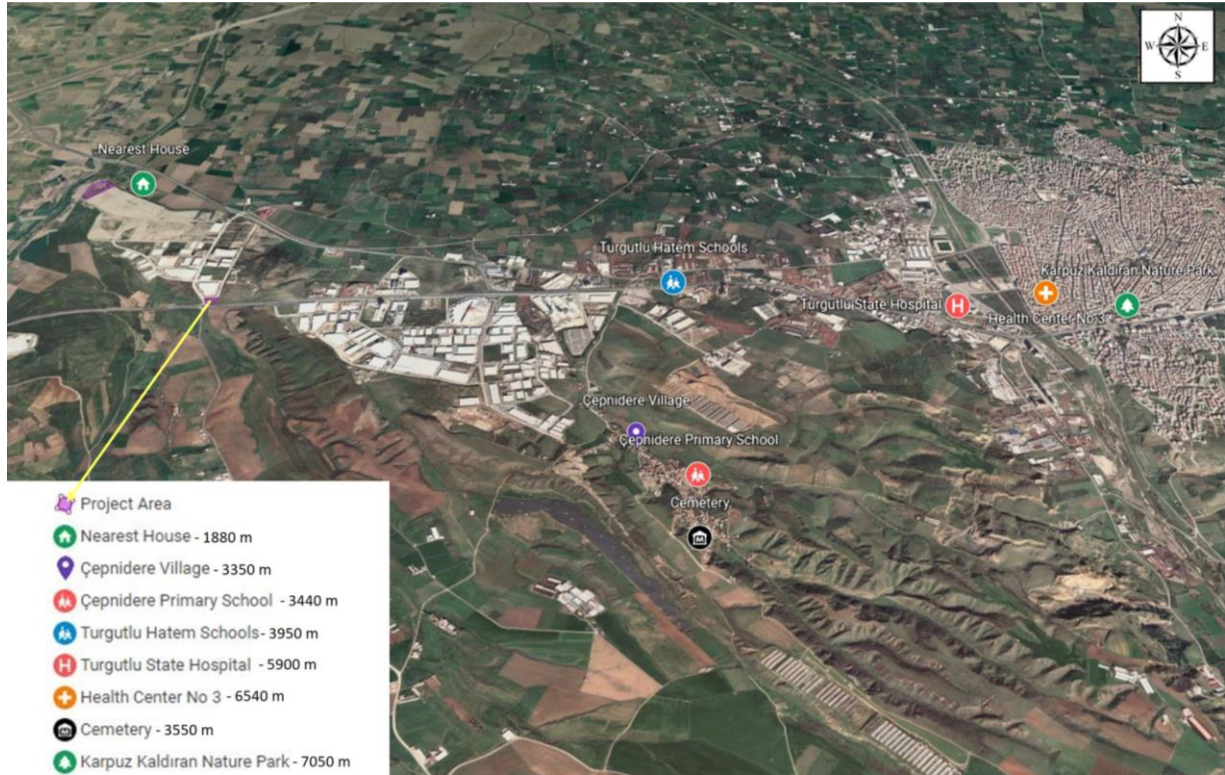 N
W E
S
Nearest House
Turgutlu Hatem Schools
Karpuz Kaldıran Nature Park
Turgutlu State Hospital
Health Center No 3
Çepnidere Village
Çepnidere Primary School
Cemetery
Project Area
Nearest House - 1880 m
Çepnidere Village - 3350 m
Çepnidere Primary School - 3440 m
Turgutlu Hatem Schools- 3950 m
Turgutlu State Hospital - 5900 m
Health Center No 3 - 6540 m
Cemetery - 3550 m
Karpuz Kaldıran Nature Park - 7050 m